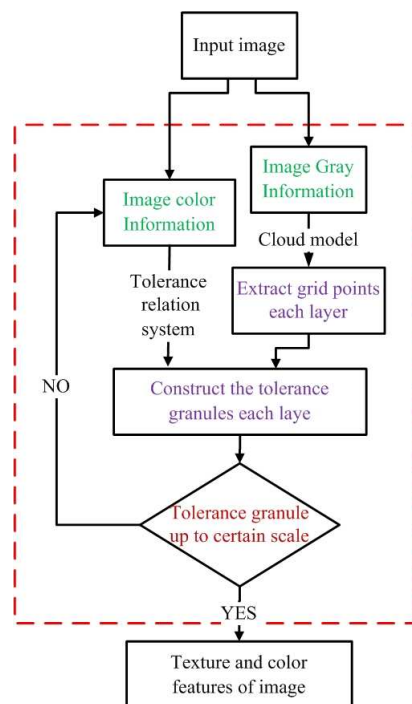 Input image
Image Gray
Information
Image color
Information
Cloud model
Tolerance
relation
system
Extract grid points
each layer
NO
Construct the tolerance
granules each laye
Tolerance granule
up to certain scale
YES
Texture and color
features of image